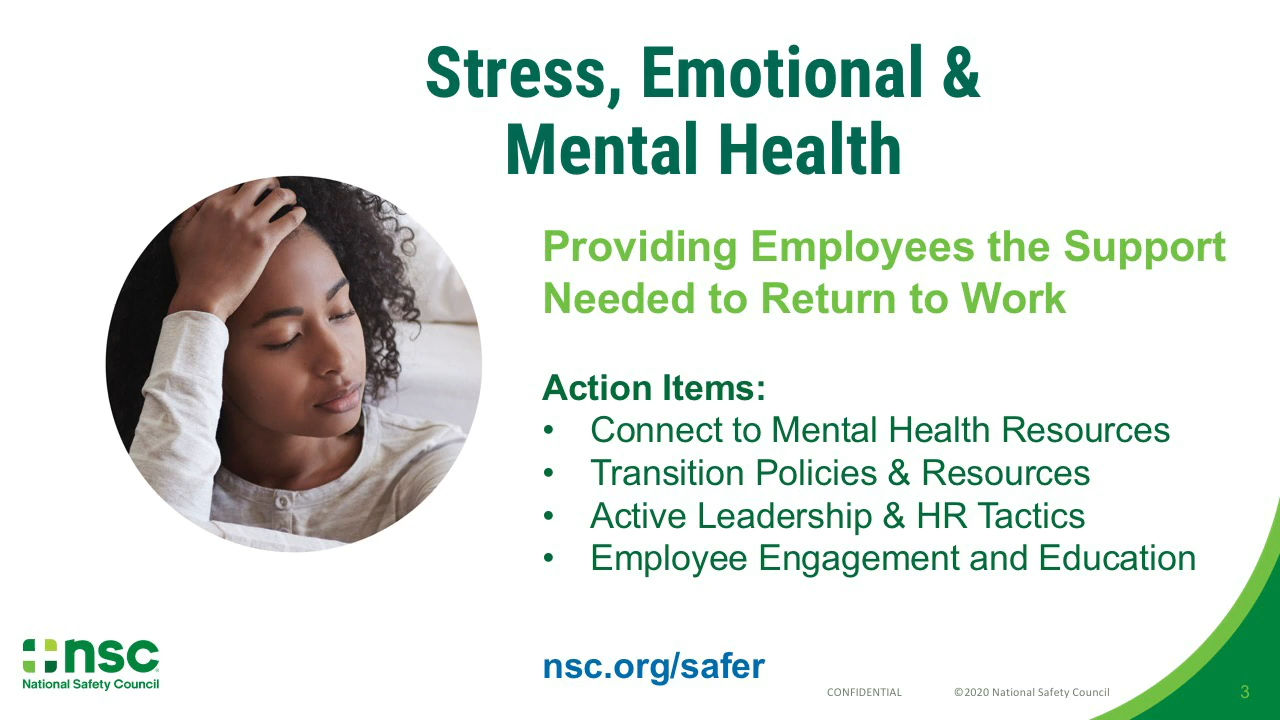 Stress, Emotional &
Mental Health
Providing Employees the Support
Needed to Return to Work
Action Items:
• Connect to Mental Health Resources
• Transition Policies & Resources
• Active Leadership & HR Tactics
• Employee Engagement and Education
nsc
National Safety Council
nsc.org/safer
CONFIDENTIAL
©2020 National Safety Council
3